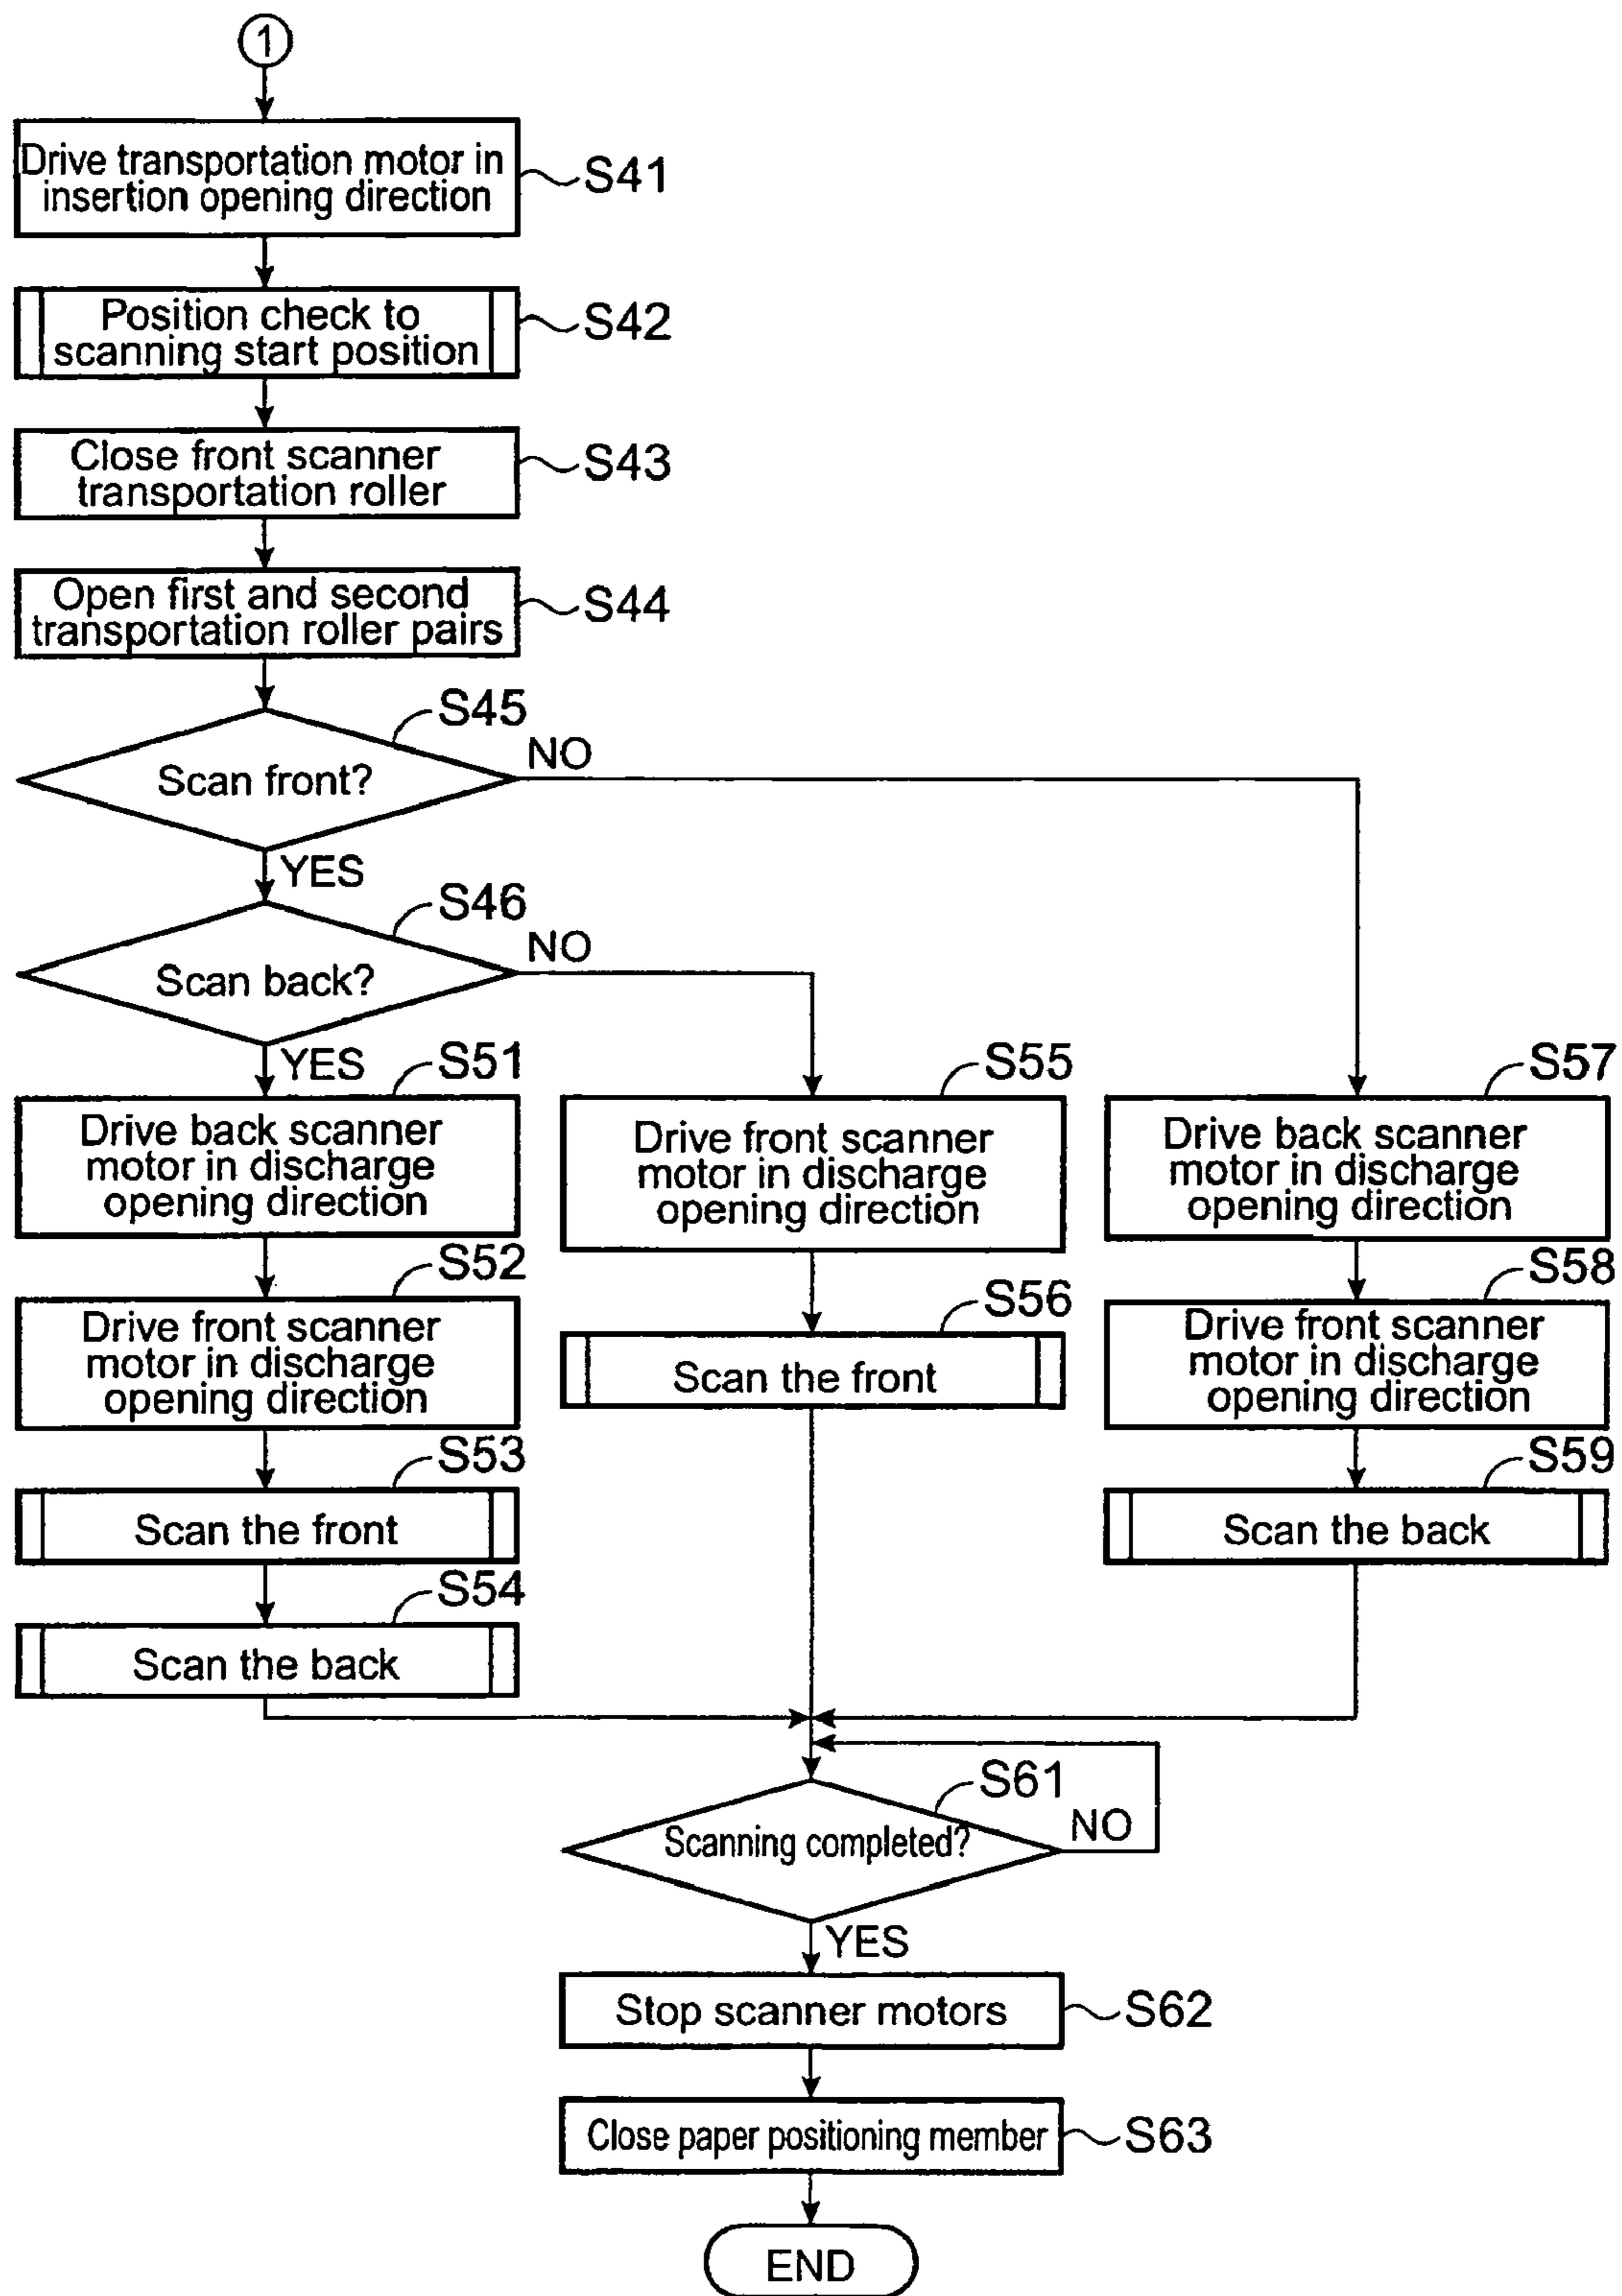 1
Drive transportation motor in
insertion opening direction
S41
Position check to
scanning start position
S42
Close front scanner
transportation roller
S43
Open first and second
transportation roller pairs
S44
S45
Scan front?
NO
YES
S46
Scan back?
NO
YES
S51
Drive back scanner
motor in discharge
opening direction
S52
Drive front scanner
motor in discharge
opening direction
S53
Scan the front
S54
Scan the back
S55
Drive front scanner
motor in discharge
opening direction
S56
Scan the front
S57
Drive back scanner
motor in discharge
opening direction
S58
Drive front scanner
motor in discharge
opening direction
S59
Scan the back
S61
Scanning completed?
NO
YES
Stop scanner motors
S62
Close paper positioning member
S63
END